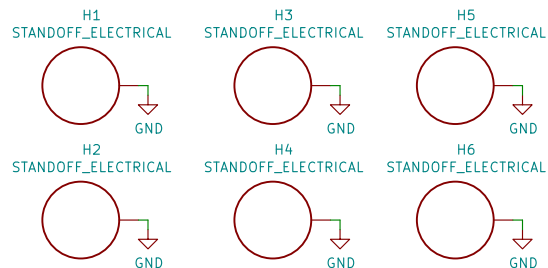 H1
STANDOFF_ELECTRICAL
GND
H3
STANDOFF_ELECTRICAL
GND
H5
STANDOFF_ELECTRICAL
GND
H2
STANDOFF_ELECTRICAL
GND
H4
STANDOFF_ELECTRICAL
GND
H6
STANDOFF_ELECTRICAL
GND